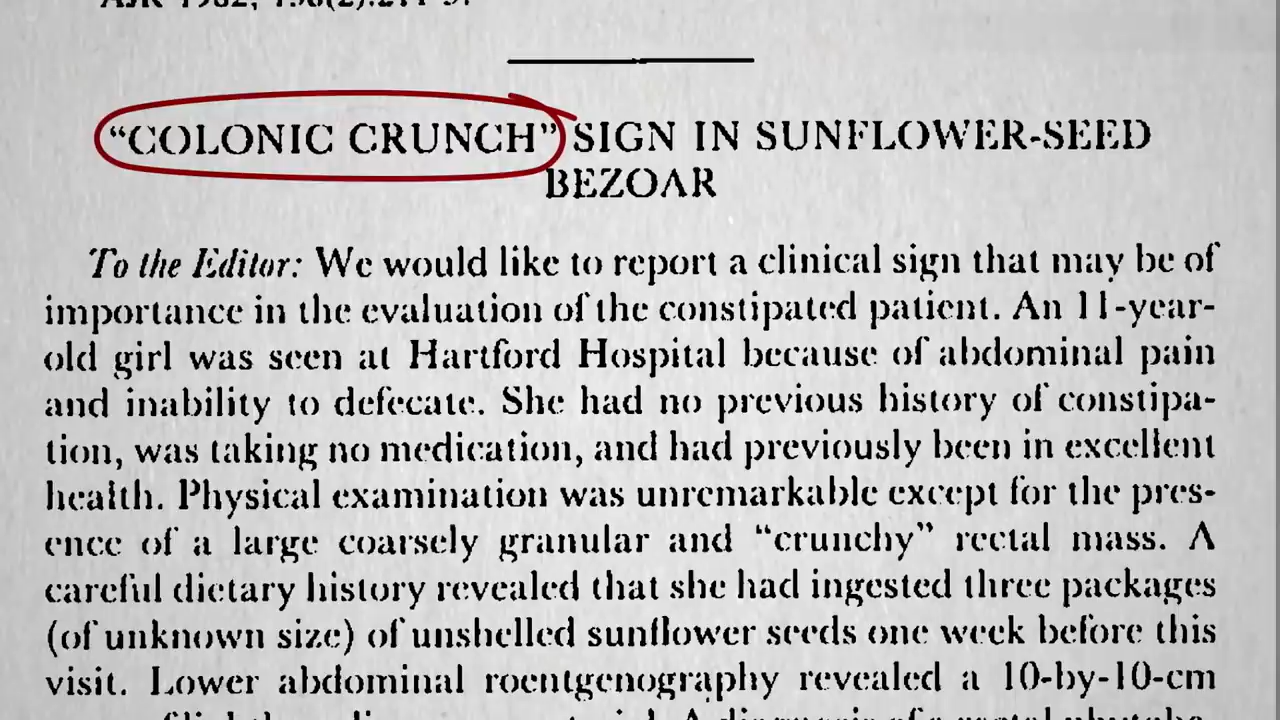 “COLONIC CRUNCH” SIGN IN SUNFLOWER-SEED
BEZOAR
To the Editor: We would like to report a clinical sign that may be of
importance in the evaluation of the constipated patient. An 11-year-
old girl was seen at Hartford Hospital because of abdominal pain
and inability to defecate. She had no previous history of constipa-
tion, was taking no medication, and had previously been in excellent
health. Physical examination was unremarkable except for the pres-
ence of a large coarsely granular and “crunchy” rectal mass. A
careful dietary history revealed that she had ingested three packages
(of unknown size) of unshelled sunflower seeds one week before this
visit. Lower abdominal roentgenography revealed a 10-by-10-cm